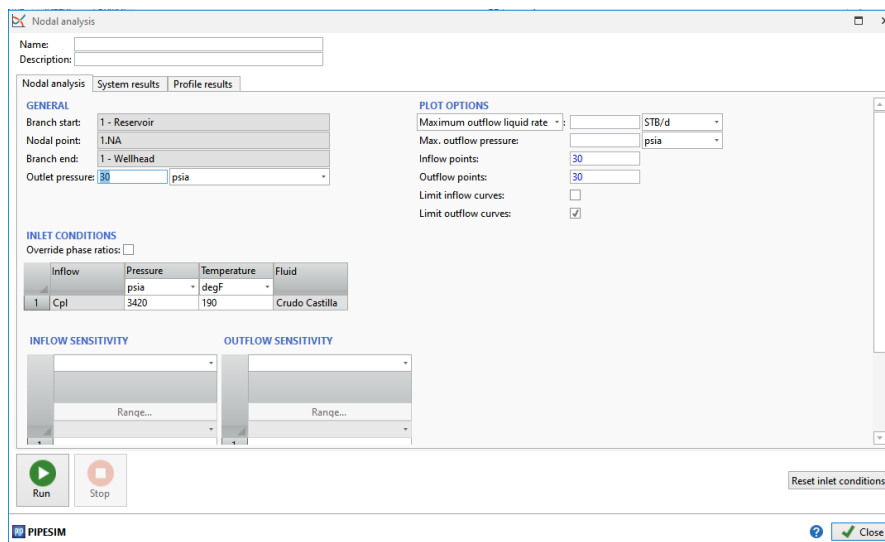 Nodal analysis
Name:
Description:
Nodal analysis System results Profile results
GENERAL
Branch start: 1 - Reservoir
Nodal point: 1.NA
Branch end: 1 - Wellhead
Outlet pressure: 30 psia
PLOT OPTIONS
Maximum outflow liquid rate : STB/d
Max. outflow pressure: psia
Inflow points: 30
Outflow points: 30
Limit inflow curves:
Limit outflow curves:
INLET CONDITIONS
Override phase ratios:
Inflow Pressure Temperature Fluid
psia degF
1 Cpl 3420 190 Crudo Castilla
INFLOW SENSITIVITY OUTFLOW SENSITIVITY
Range... Range...
1 1
Run Stop
Reset inlet conditions
PIP PIPESIM ? Close